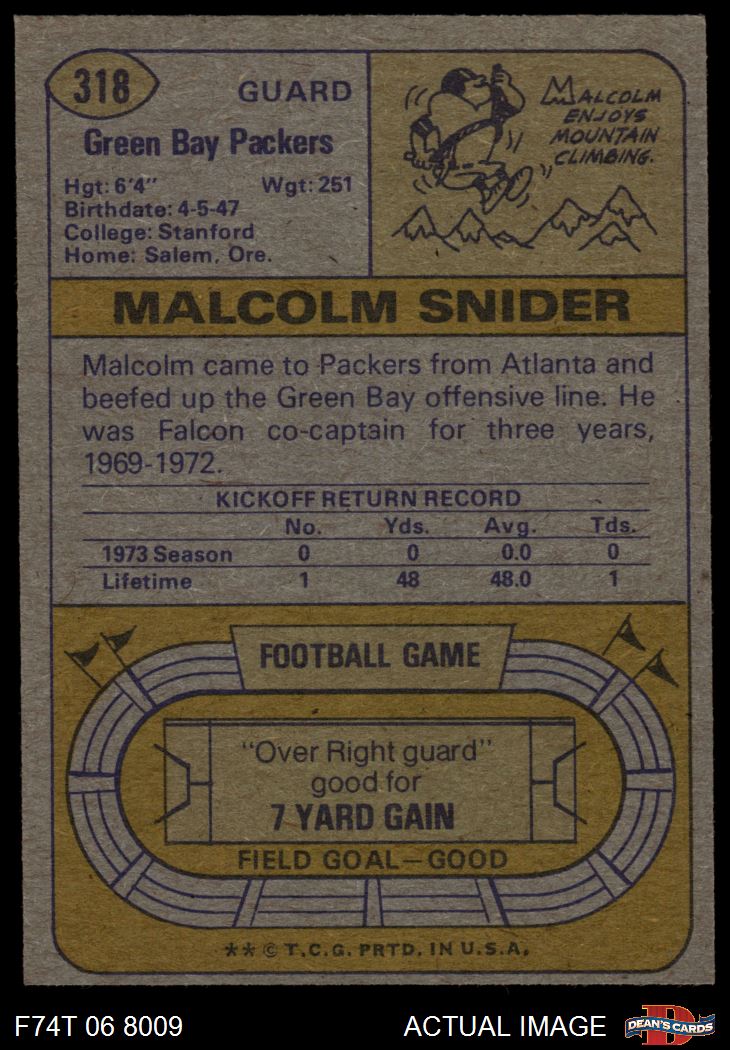 318
GUARD
Green Bay Packers
Hgt: 6'4" Wgt: 251
Birthdate: 4-5-47
College: Stanford
Home: Salem, Ore.
MALCOLM
ENJOYS
MOUNTAIN
CLIMBING.
MALCOLM SNIDER
Malcolm came to Packers from Atlanta and
beefed up the Green Bay offensive line. He
was Falcon co-captain for three years,
1969-1972.
KICKOFF RETURN RECORD
No. Yds. Avg. Tds.
1973 Season 0 0 0.0 0
Lifetime 1 48 48.0 1
FOOTBALL GAME
"Over Right guard"
good for
7 YARD GAIN
FIELD GOAL—GOOD
** © T.C.G. PRTD. IN U.S.A.
F74T 06 8009 ACTUAL IMAGE
D
DEAN'S CARDS